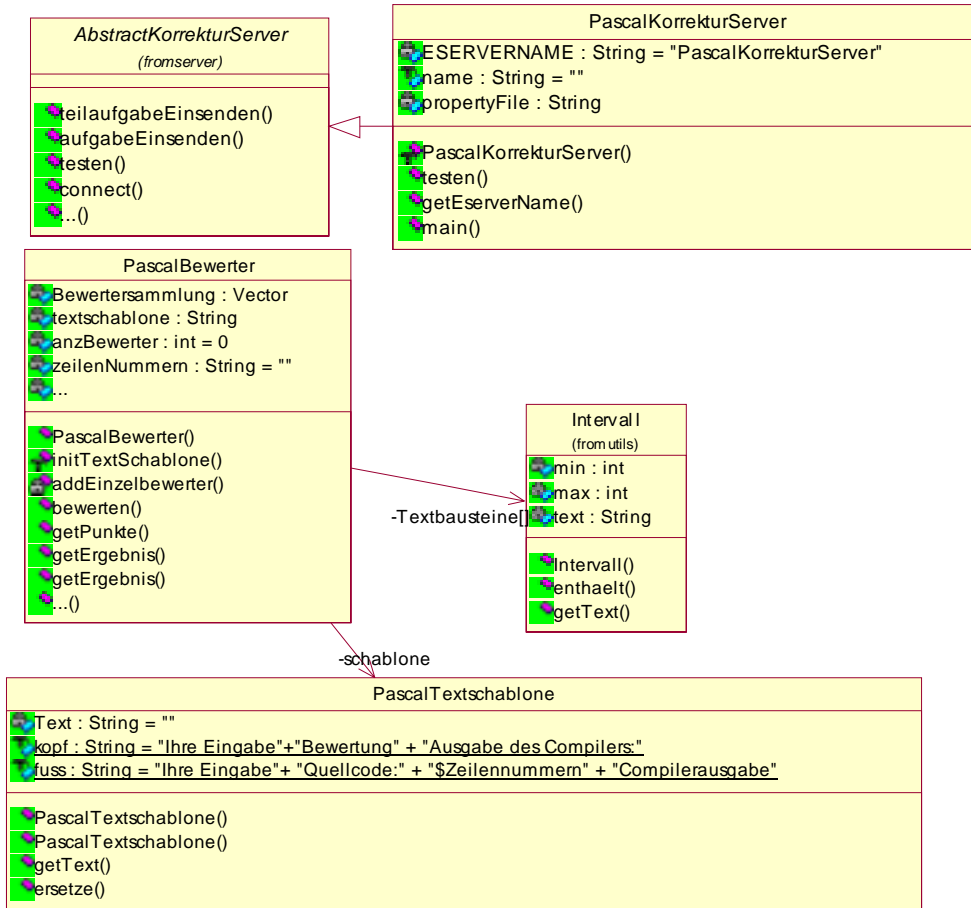 AbstractKorrekturServer
(fromserver)
teilaufgabeEinsenden()
aufgabeEinsenden()
testen()
connect()
...()
PascalKorrekturServer
ESERVERNAME : String = "PascalKorrekturServer"
name : String = ""
propertyFile : String
PascalKorrekturServer()
testen()
getEserverName()
main()
PascalBewerter
Bewertersammlung : Vector
textschablone : String
anzBewerter : int = 0
zeilenNummern : String = ""
...
PascalBewerter()
initTextSchablone()
addEinzelbewerter()
bewerten()
getPunkte()
getErgebnis()
getErgebnis()
...()
-Textbausteine[]
Intervall
(from utils)
min : int
max : int
text : String
Intervall()
enthaelt()
getText()
-schablone
PascalTextschablone
Text : String = ""
kopf : String = "Ihre Eingabe"+"Bewertung" + "Ausgabe des Compilers:"
fuss : String = "Ihre Eingabe"+ "Quellcode:" + "$Zeilennummern" + "Compilerausgabe"
PascalTextschablone()
PascalTextschablone()
getText()
ersetze()